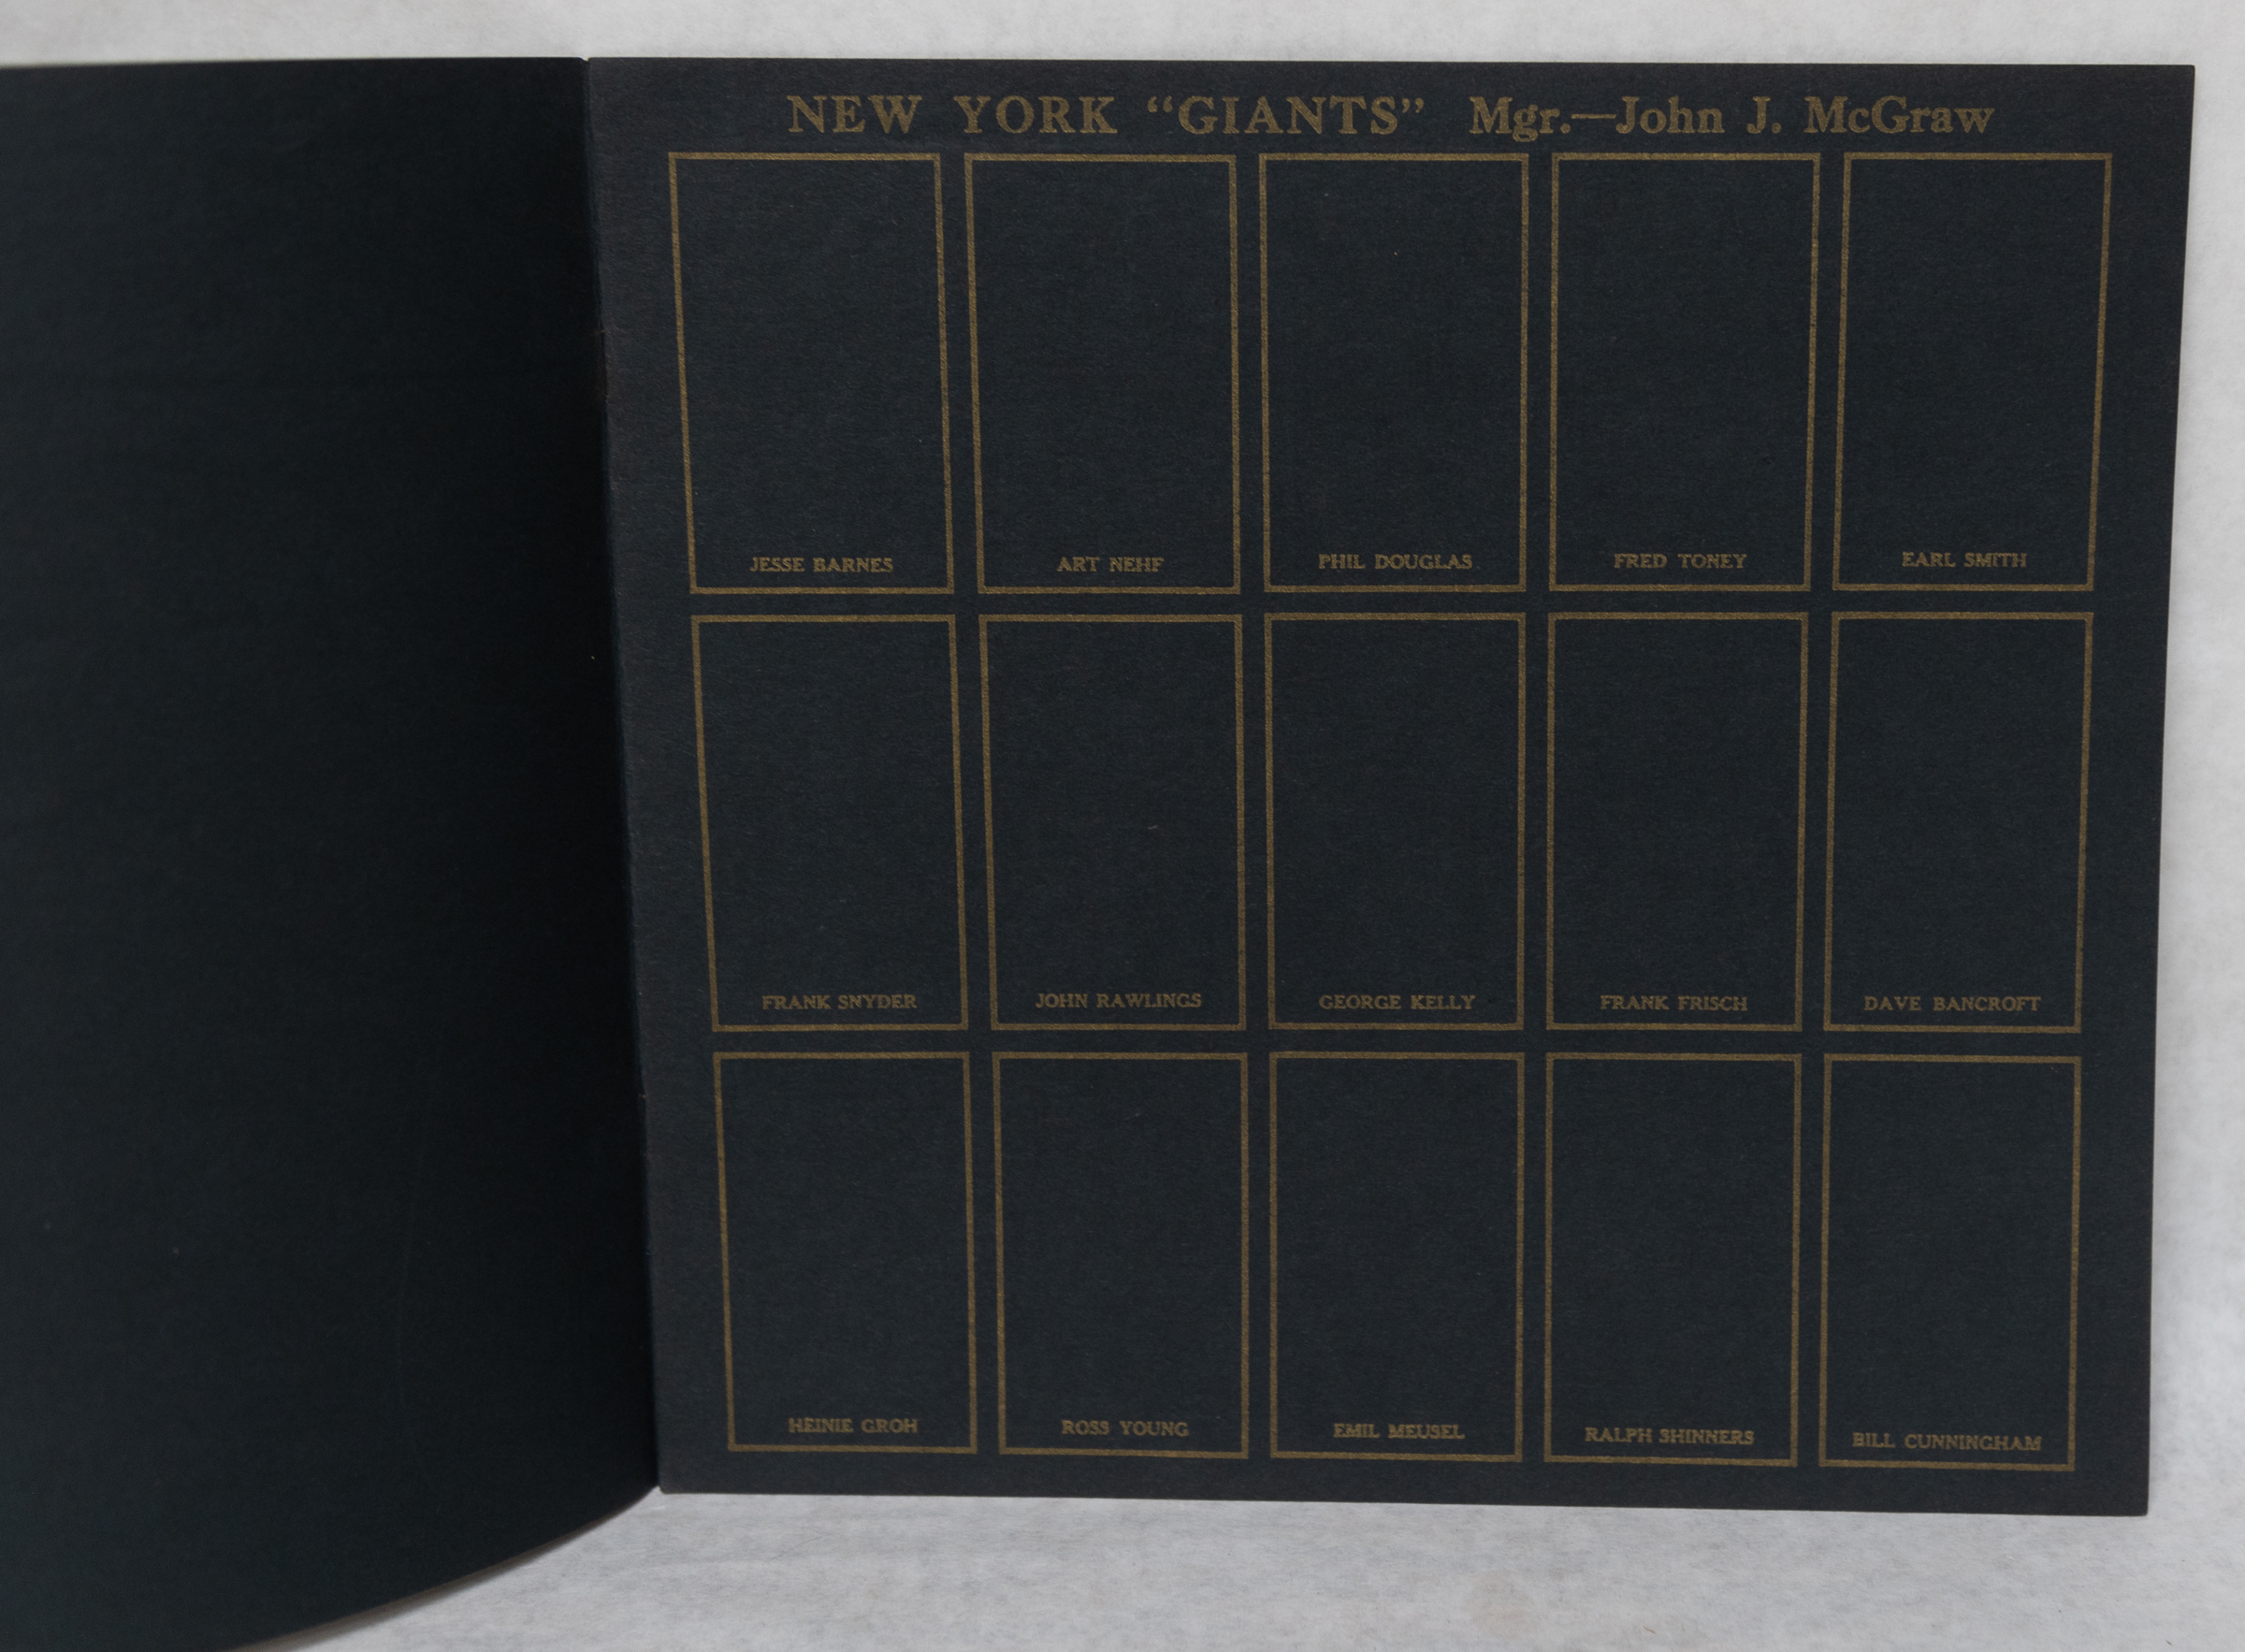 NEW YORK “GIANTS” Mgr.—John J. McGraw
JESSE BARNES
ART NEHF
PHIL DOUGLAS
FRED TONEY
EARL SMITH
FRANK SNYDER
JOHN RAWLINGS
GEORGE KELLY
FRANK FRISCH
DAVE BANCROFT
HEINIE GROH
ROSS YOUNG
EMIL MEUSEL
RALPH SHINNERS
BILL CUNNINGHAM